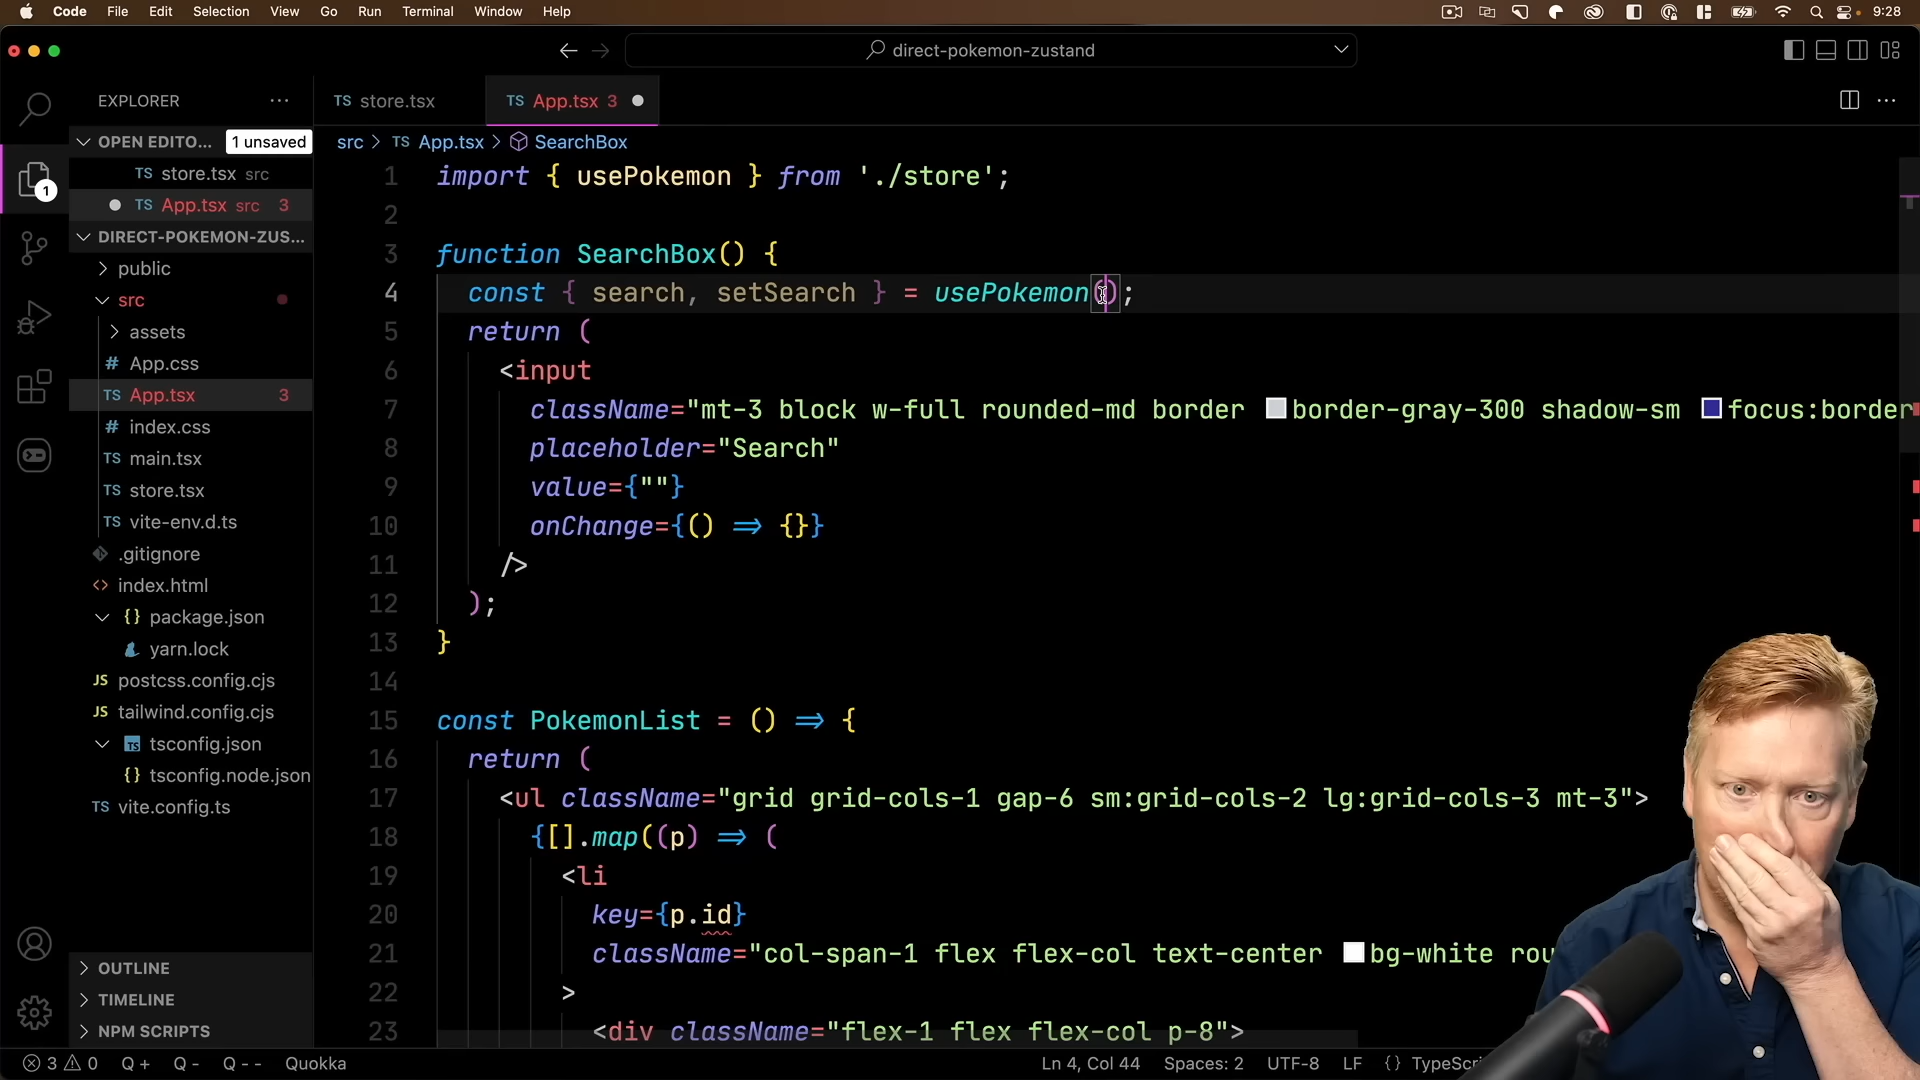 Code File Edit Selection View Go Run Terminal Window Help 9:28
direct-pokemon-zustand
EXPLORER ...
TS store.tsx
TS App.tsx 3
OPEN EDITO... 1 unsaved
TS store.tsx src
TS App.tsx src 3
DIRECT-POKEMON-ZUS...
public
src
assets
# App.css
TS App.tsx 3
# index.css
TS main.tsx
TS store.tsx
TS vite-env.d.ts
.gitignore
<> index.html
{} package.json
yarn.lock
JS postcss.config.cjs
JS tailwind.config.cjs
TS tsconfig.json
{} tsconfig.node.json
TS vite.config.ts
OUTLINE
TIMELINE
NPM SCRIPTS
1
src > TS App.tsx > SearchBox
1 import { usePokemon } from './store';
2
3 function SearchBox() {
4 const { search, setSearch } = usePokemon();
5 return (
6 <input
7 className="mt-3 block w-full rounded-md border border-gray-300 shadow-sm focus:border
8 placeholder="Search"
9 value={""}
10 onChange={() => {}}
11 />
12 );
13 }
14
15 const PokemonList = () => {
16 return (
17 <ul className="grid grid-cols-1 gap-6 sm:grid-cols-2 lg:grid-cols-3 mt-3">
18 {[].map((p) => (
19 <li
20 key={p.id}
21 className="col-span-1 flex flex-col text-center bg-white rou
22 >
23 <div className="flex-1 flex flex-col p-8">
3 0 Q + Q - Q - - Quokka Ln 4, Col 44 Spaces: 2 UTF-8 LF {} TypeScri